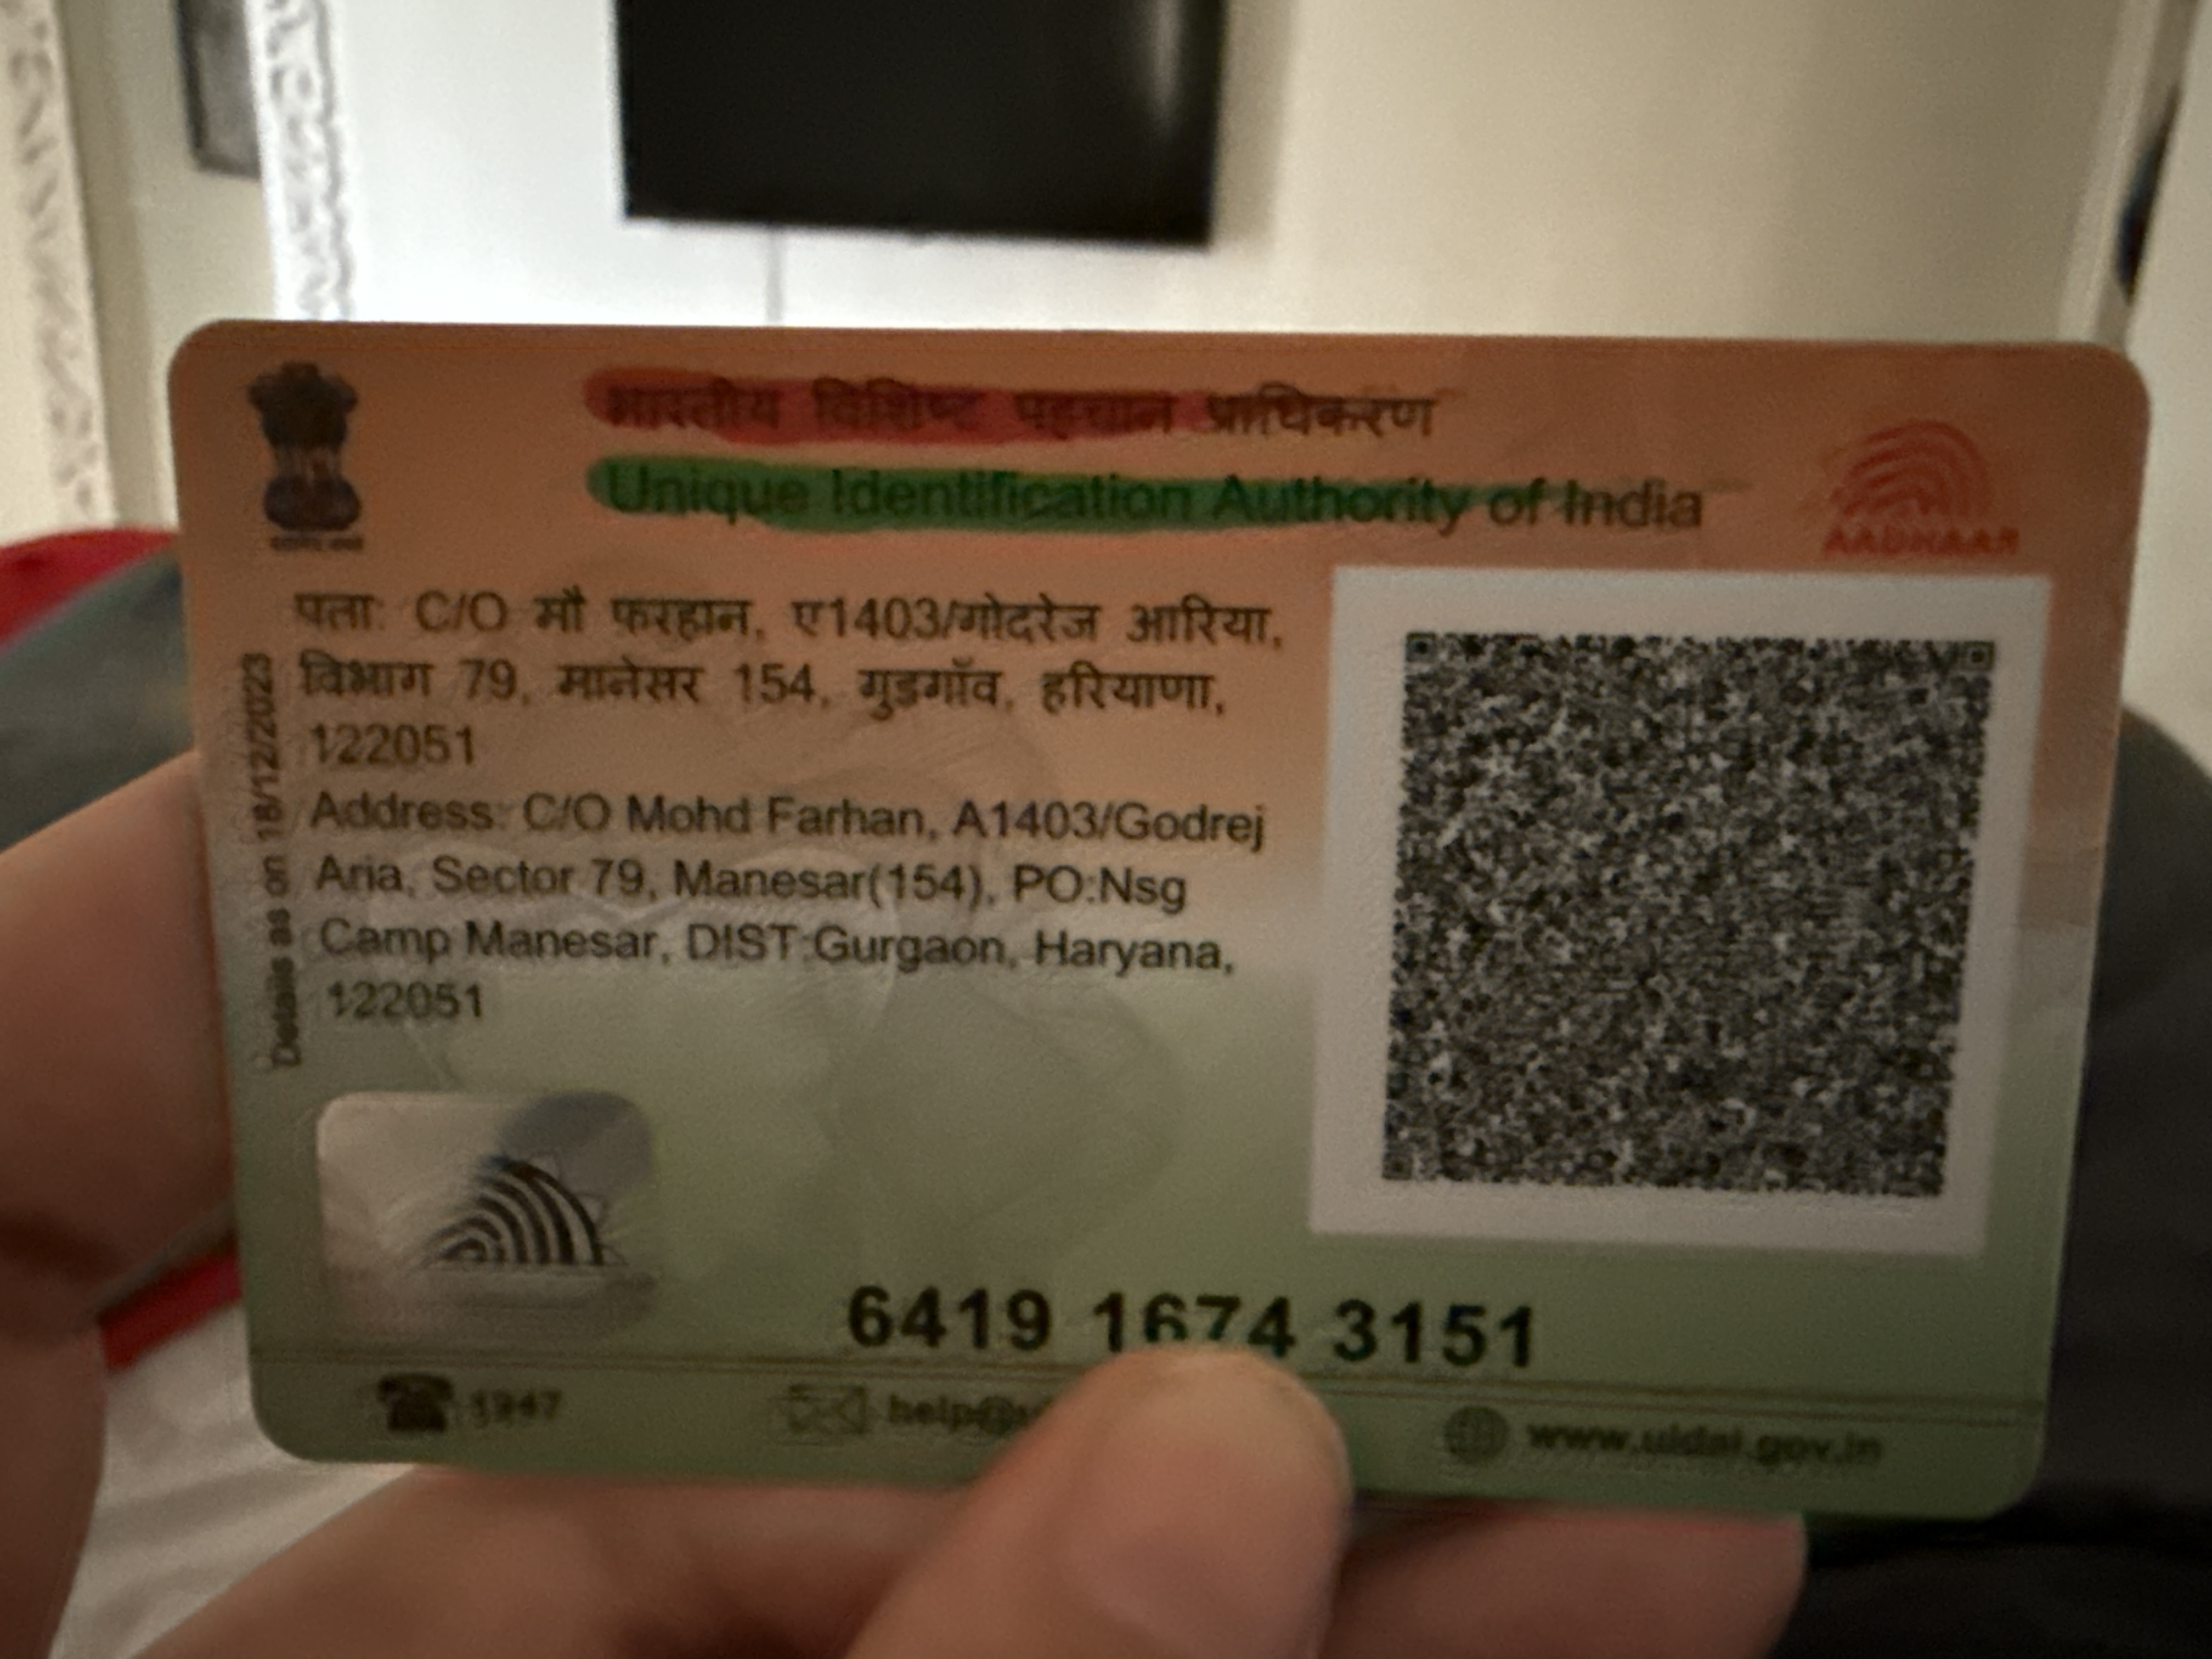 भारतीय विशिष्ट पहचान प्राधिकरण
Unique Identification Authority of India
AADHAAR
पता: C/O मौ फरहान, ए1403/गोदरेज आरिया,
विभाग 79, मानेसर 154, गुडगाँव, हरियाणा,
122051
Address: C/O Mohd Farhan, A1403/Godrej
Aria, Sector 79, Manesar(154), PO:Nsg
Camp Manesar, DIST:Gurgaon, Haryana,
122051
Details as on 18/12/2023
6419 1674 3151
1947
help@
www.uidai.gov.in